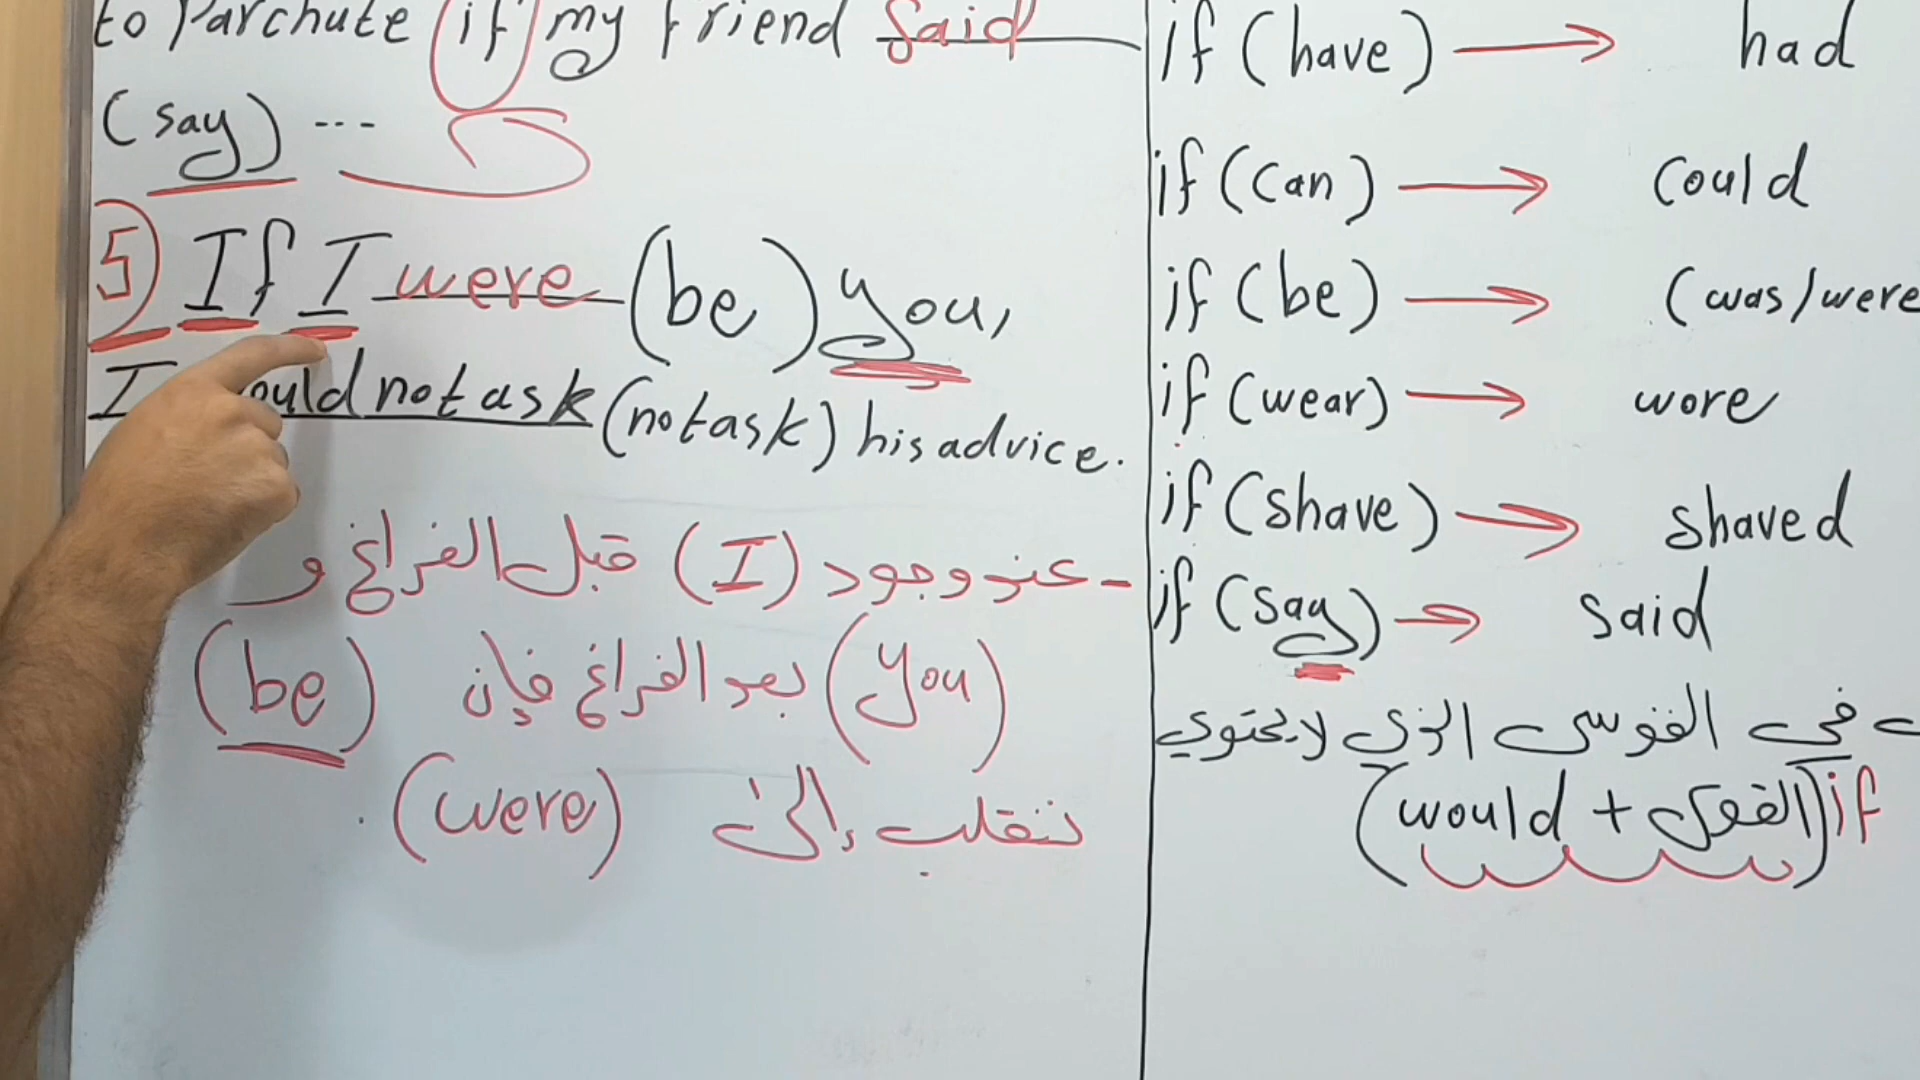 to Parchute if my friend said
(say) ---
5) If I were (be) you,
I ould not ask (not ask) his advice.
- عند وجود (I) قبل الفراغ و
(you) بعد الفراغ فإن (be)
تنقلب إلى (were) .
if (have) → had
if (can) → could
if (be) → (was/were
if (wear) → wore
if (shave) → shaved
if (say) → said
في القوس الذي لا يحتوي
if (would + الفعل)